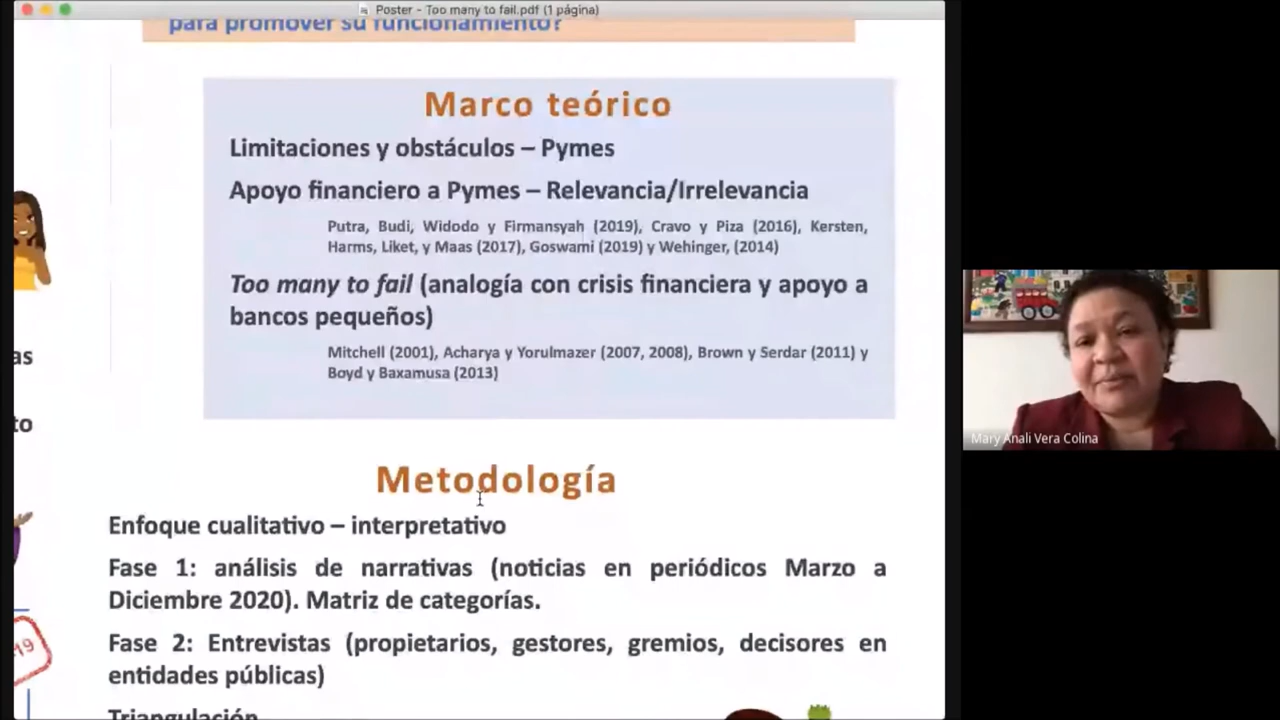 Poster - Too many to fail.pdf (1 página)
para promover su funcionamiento?
Marco teórico
Limitaciones y obstáculos – Pymes
Apoyo financiero a Pymes – Relevancia/Irrelevancia
Putra, Budi, Widodo y Firmansyah (2019), Cravo y Piza (2016), Kersten,
Harms, Liket, y Maas (2017), Goswami (2019) y Wehinger, (2014)
Too many to fail (analogía con crisis financiera y apoyo a
bancos pequeños)
Mitchell (2001), Acharya y Yorulmazer (2007, 2008), Brown y Serdar (2011) y
Boyd y Baxamusa (2013)
as
to
19
Metodología
Enfoque cualitativo – interpretativo
Fase 1: análisis de narrativas (noticias en periódicos Marzo a
Diciembre 2020). Matriz de categorías.
Fase 2: Entrevistas (propietarios, gestores, gremios, decisores en
entidades públicas)
Triangulación
Mary Anali Vera Colina